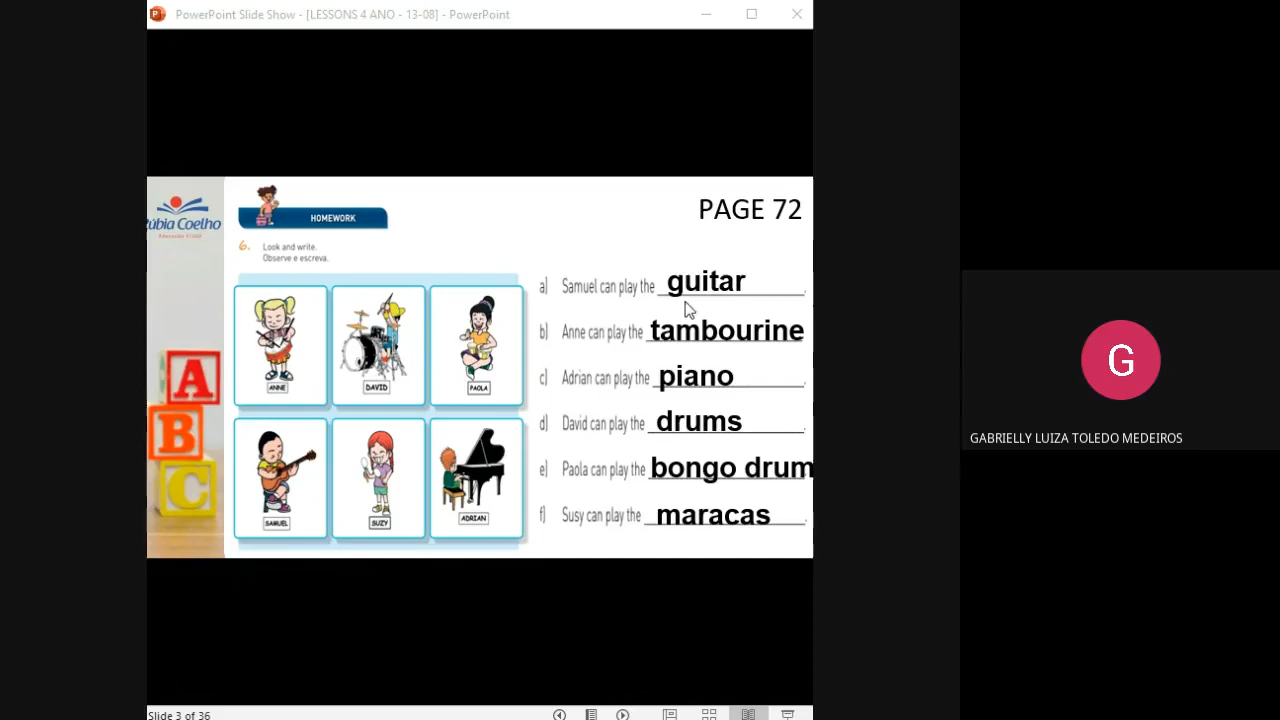 PowerPoint Slide Show - [LESSONS 4 ANO - 13-08] - PowerPoint
Rúbia Coelho
HOMEWORK
PAGE 72
6. Look and write.
Observe e escreva.
ANNE
DAVID
PAOLA
SAMUEL
SUZY
ADRIAN
a) Samuel can play the guitar.
b) Anne can play the tambourine
c) Adrian can play the piano.
d) David can play the drums.
e) Paola can play the bongo drum
f) Susy can play the maracas.
A
B
C
G
GABRIELLY LUIZA TOLEDO MEDEIROS
Slide 3 of 36